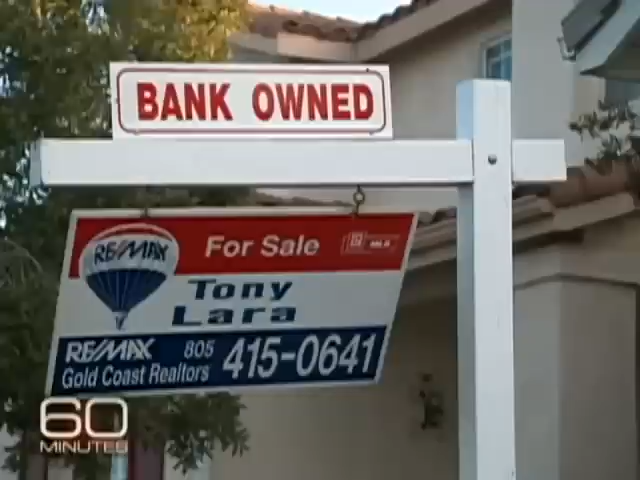 BANK OWNED
RE/MAX
For Sale
Tony
Lara
RE/MAX 805 415-0641
Gold Coast Realtors
60
MINUTES